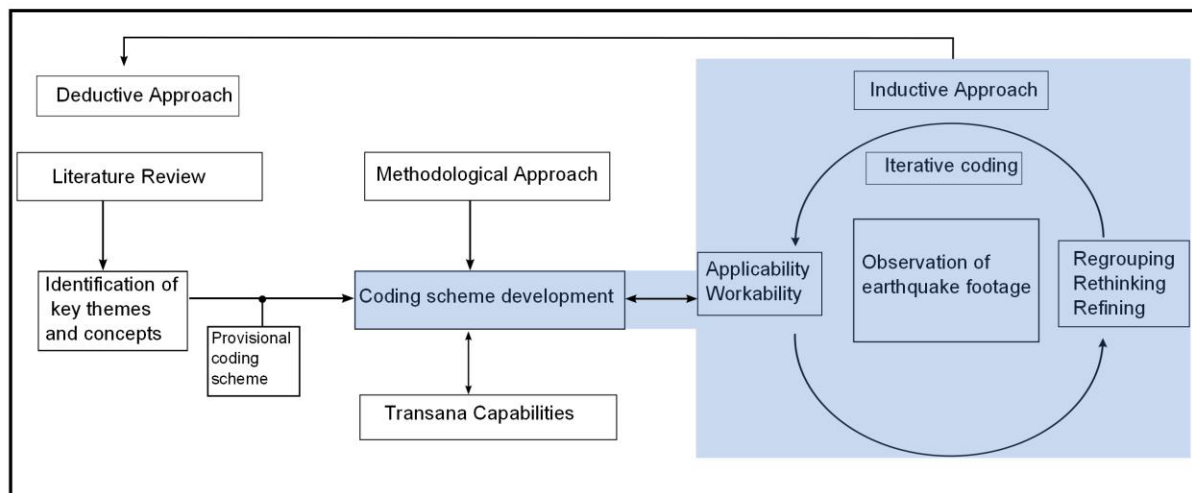 Deductive Approach
Inductive Approach
Literature Review
Methodological Approach
Iterative coding
Identification of
key themes
and concepts
Provisional
coding
scheme
Coding scheme development
Applicability
Workability
Observation of
earthquake footage
Regrouping
Rethinking
Refining
Transana Capabilities